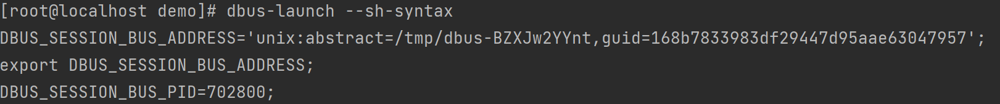 [root@localhost demo]# dbus-launch --sh-syntax
DBUS_SESSION_BUS_ADDRESS='unix:abstract=/tmp/dbus-BZXJw2YYnt,guid=168b7833983df29447d95aae63047957';
export DBUS_SESSION_BUS_ADDRESS;
DBUS_SESSION_BUS_PID=702800;